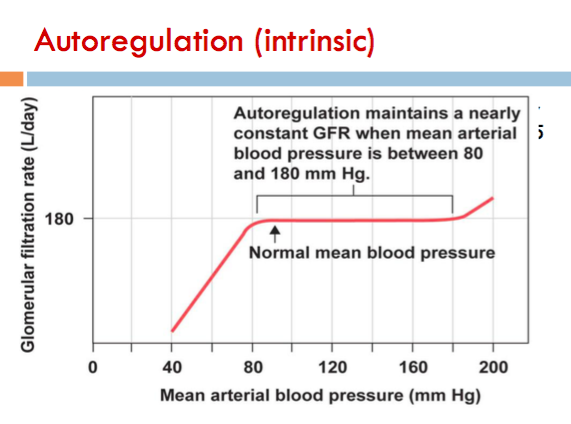 Autoregulation (intrinsic)
Autoregulation maintains a nearly
constant GFR when mean arterial
blood pressure is between 80
and 180 mm Hg.
5
Glomerular filtration rate (L/day)
180
Normal mean blood pressure
0 40 80 120 160 200
Mean arterial blood pressure (mm Hg)